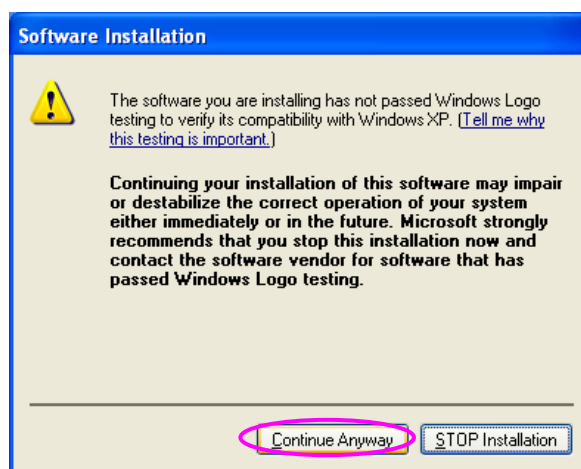 Software Installation
The software you are installing has not passed Windows Logo
testing to verify its compatibility with Windows XP. (Tell me why
this testing is important.)
Continuing your installation of this software may impair
or destabilize the correct operation of your system
either immediately or in the future. Microsoft strongly
recommends that you stop this installation now and
contact the software vendor for software that has
passed Windows Logo testing.
Continue Anyway
STOP Installation